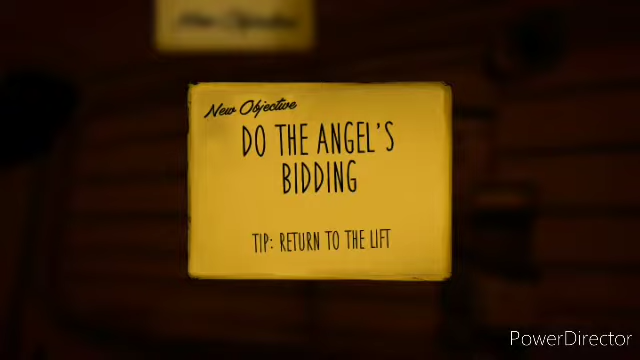 New Objective
DO THE ANGEL'S
BIDDING
TIP: RETURN TO THE LIFT
PowerDirector